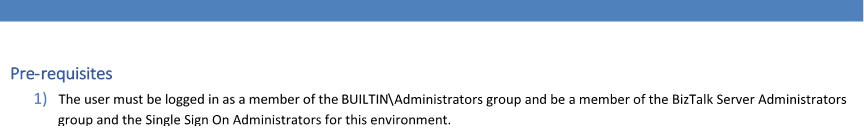 Pre-requisites
1) The user must be logged in as a member of the BUILTIN\Administrators group and be a member of the BizTalk Server Administrators
group and the Single Sign On Administrators for this environment.